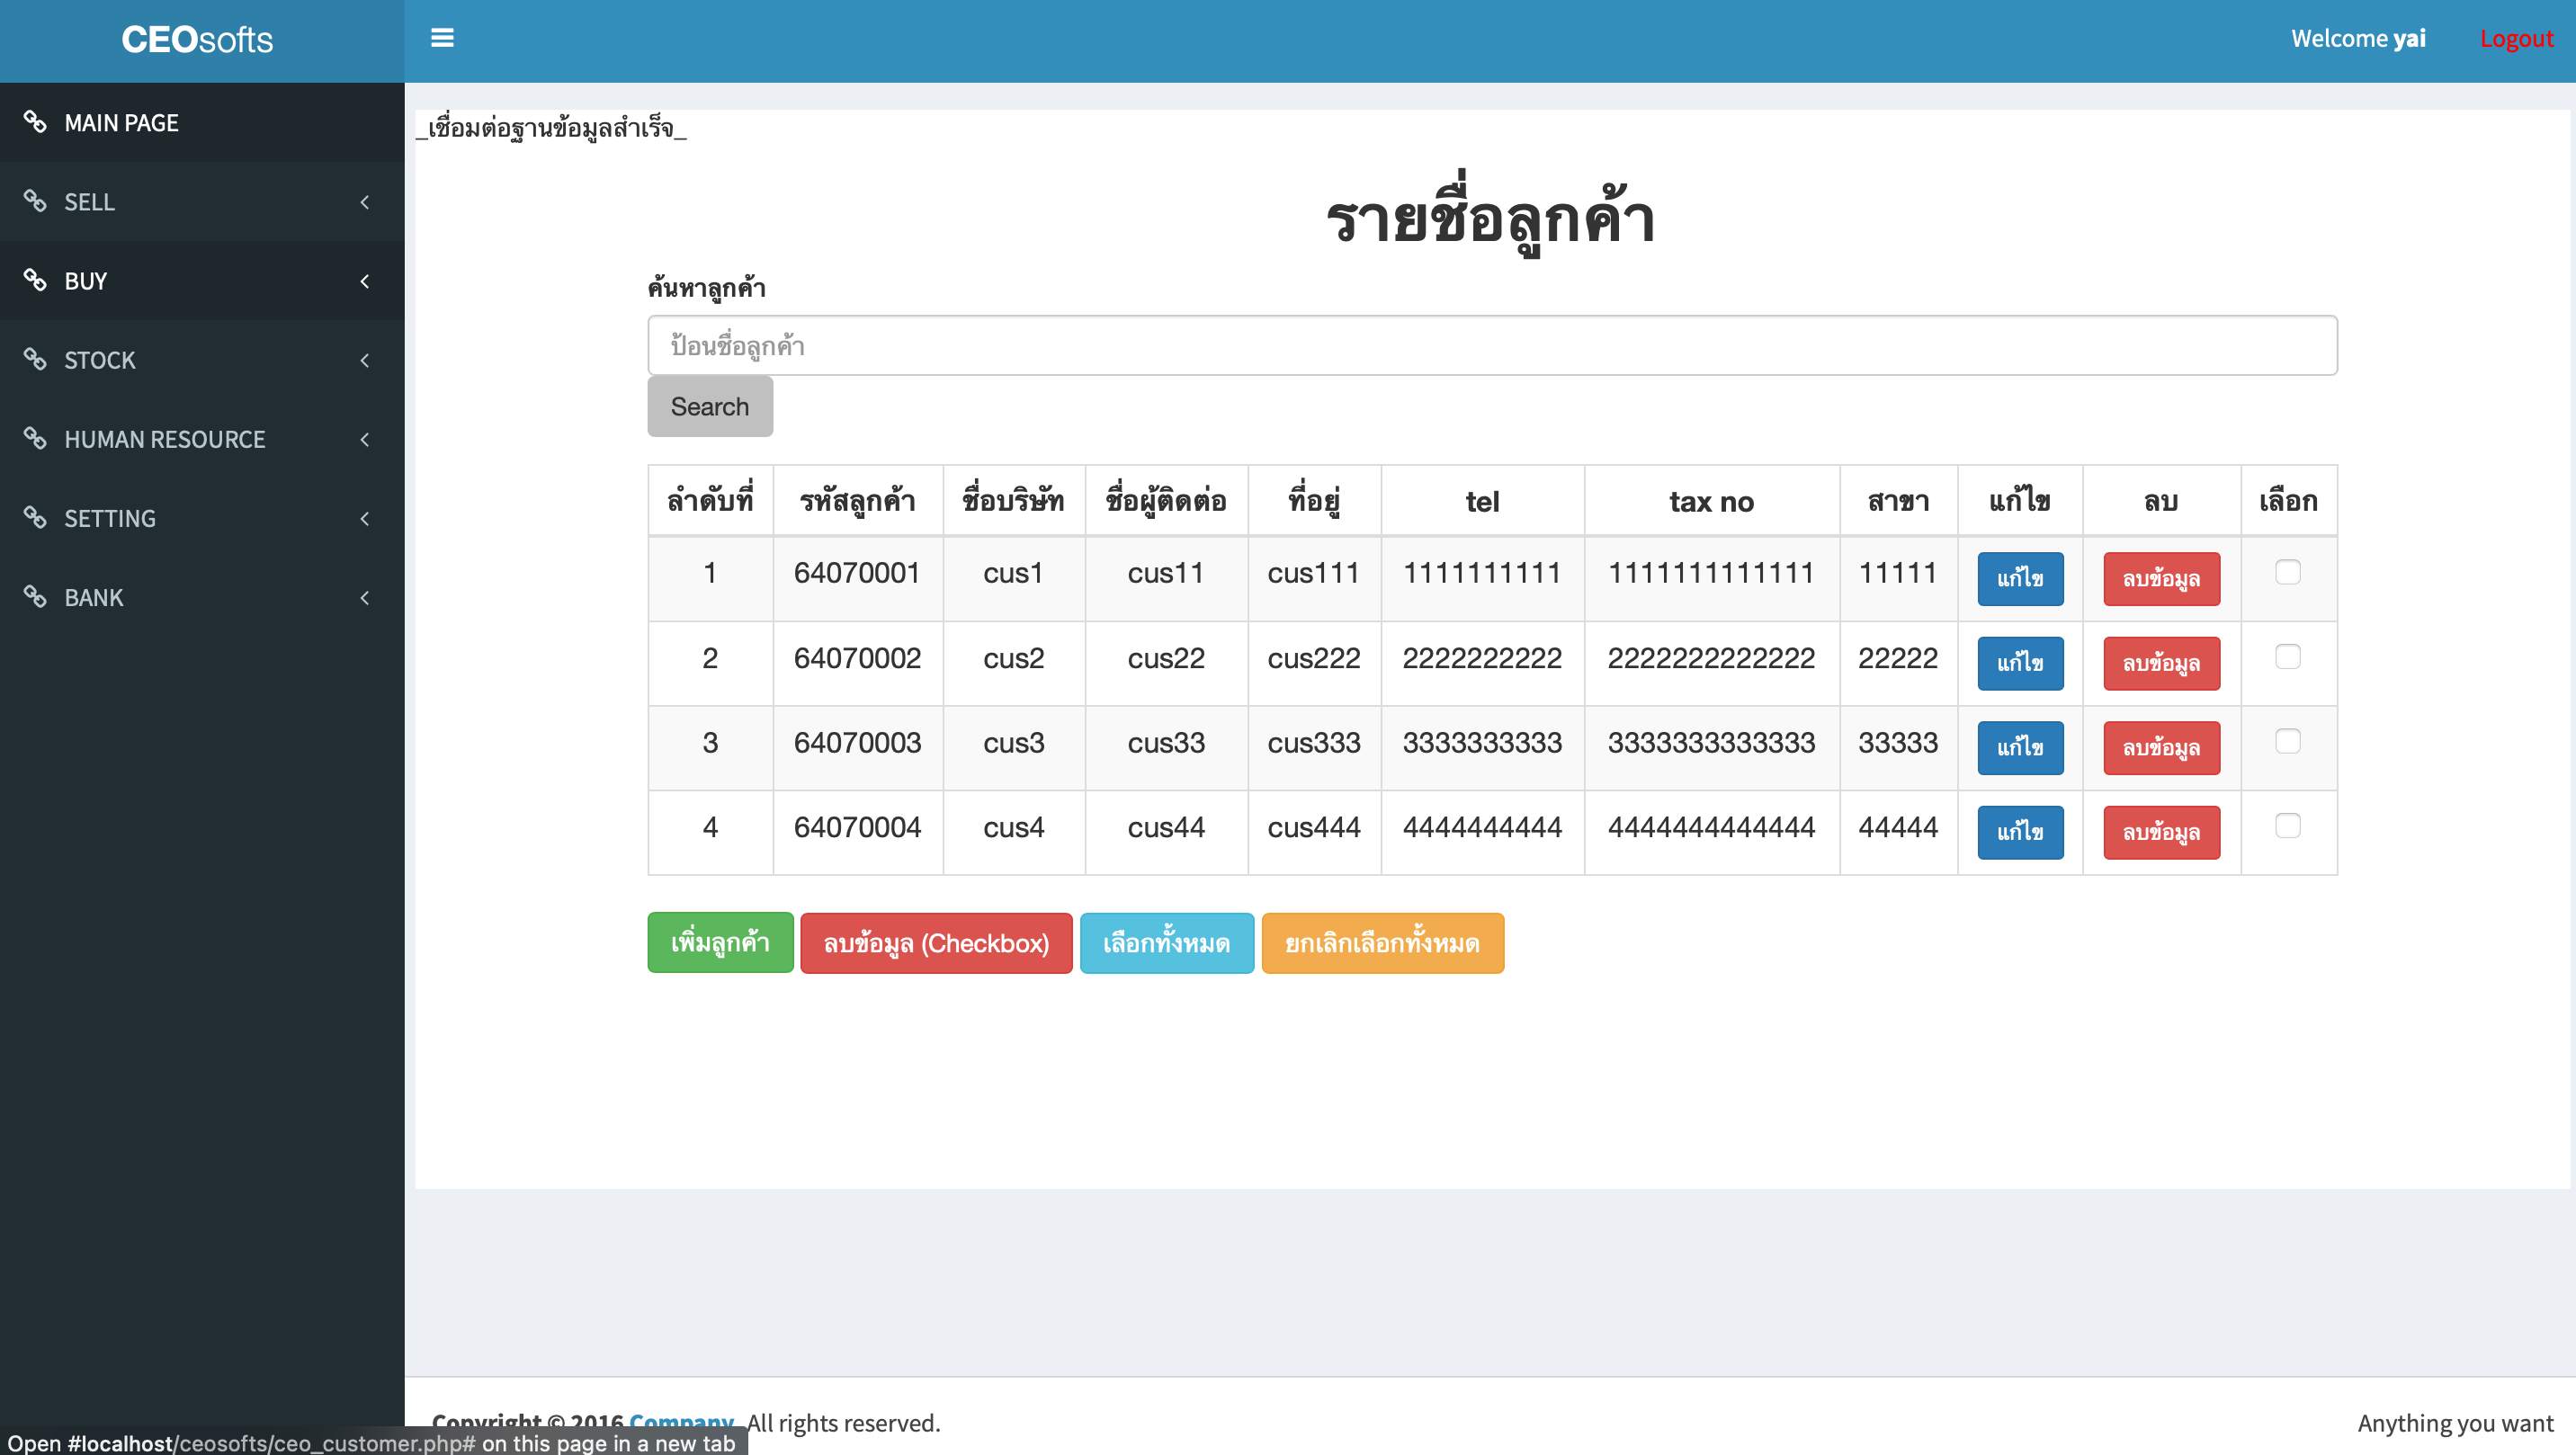 CEOsofts
Welcome yai Logout
MAIN PAGE
SELL
BUY
STOCK
HUMAN RESOURCE
SETTING
BANK
_เชื่อมต่อฐานข้อมูลสำเร็จ_
รายชื่อลูกค้า
ค้นหาลูกค้า
ป้อนชื่อลูกค้า
Search
ลำดับที่ รหัสลูกค้า ชื่อบริษัท ชื่อผู้ติดต่อ ที่อยู่ tel tax no สาขา แก้ไข ลบ เลือก
1 64070001 cus1 cus11 cus111 1111111111 1111111111111 11111 แก้ไข ลบข้อมูล
2 64070002 cus2 cus22 cus222 2222222222 2222222222222 22222 แก้ไข ลบข้อมูล
3 64070003 cus3 cus33 cus333 3333333333 3333333333333 33333 แก้ไข ลบข้อมูล
4 64070004 cus4 cus44 cus444 4444444444 4444444444444 44444 แก้ไข ลบข้อมูล
เพิ่มลูกค้า ลบข้อมูล (Checkbox) เลือกทั้งหมด ยกเลิกเลือกทั้งหมด
Copyright © 2016 Company. All rights reserved. Anything you want
Open #localhost/ceosofts/ceo_customer.php# on this page in a new tab